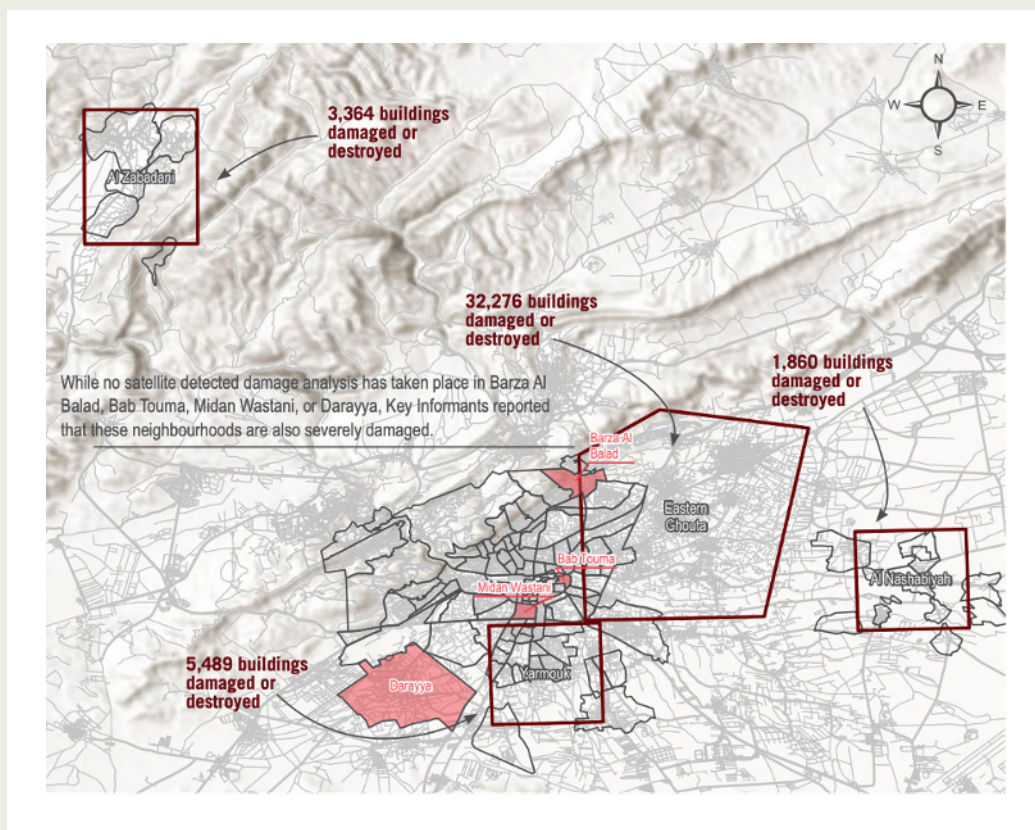 N
W
E
S
3,364 buildings
damaged or
destroyed
Al Zabadani
32,276 buildings
damaged or
destroyed
1,860 buildings
damaged or
destroyed
While no satellite detected damage analysis has taken place in Barza Al
Balad, Bab Touma, Midan Wastani, or Darayya, Key Informants reported
that these neighbourhoods are also severely damaged.
Barza Al
Balad
Eastern
Ghouta
Bab Touma
Al Nashabiyah
Midan Wastani
5,489 buildings
damaged or
destroyed
Yarmouk
Darayya